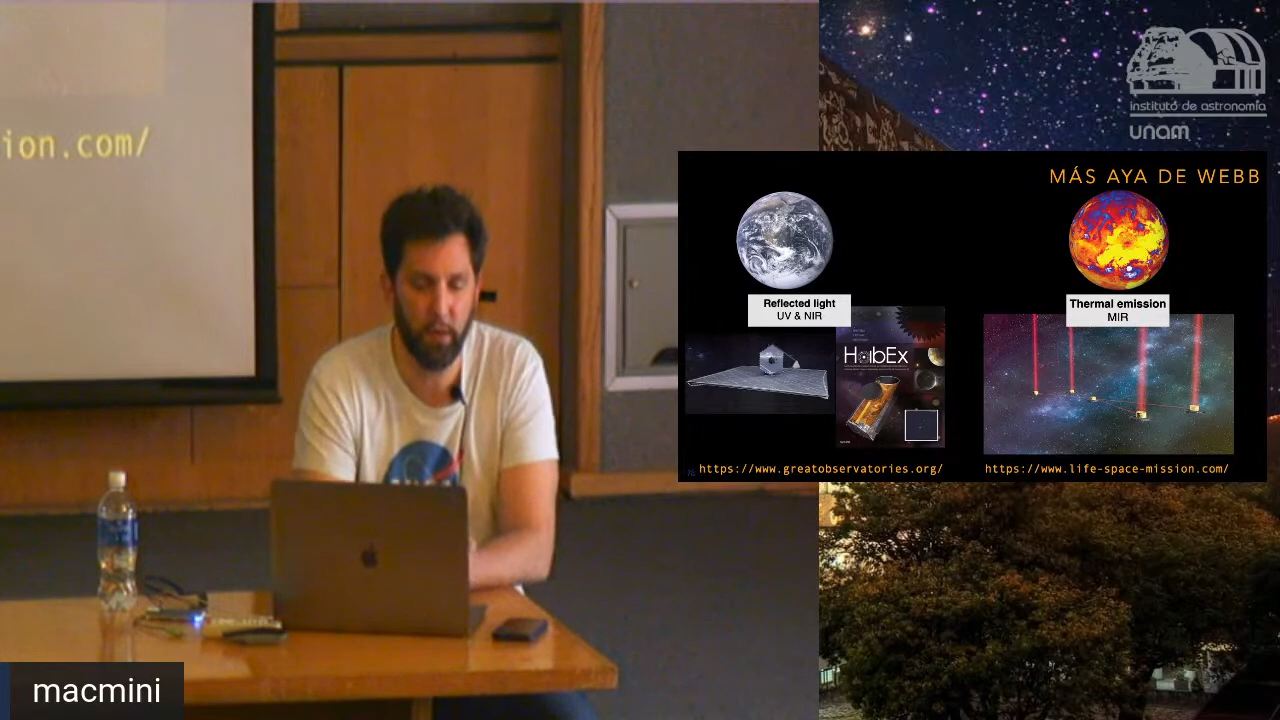 ion.com/
instituto de astronomía
unam
MÁS AYA DE WEBB
Reflected light
UV & NIR
Thermal emission
MIR
HabEx
https://www.greatobservatories.org/
https://www.life-space-mission.com/
macmini